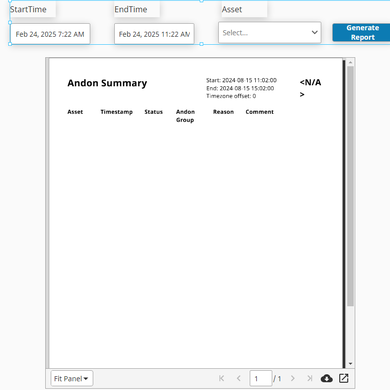 StartTime EndTime Asset
Feb 24, 2025 7:22 AM Feb 24, 2025 11:22 AM Select... Generate
Report
Andon Summary Start: 2024 08 15 11:02:00 <N/A
End: 2024 08 15 15:02:00 >
Timezone offset: 0
Asset Timestamp Status Andon Reason Comment
Group
Fit Panel 1 / 1